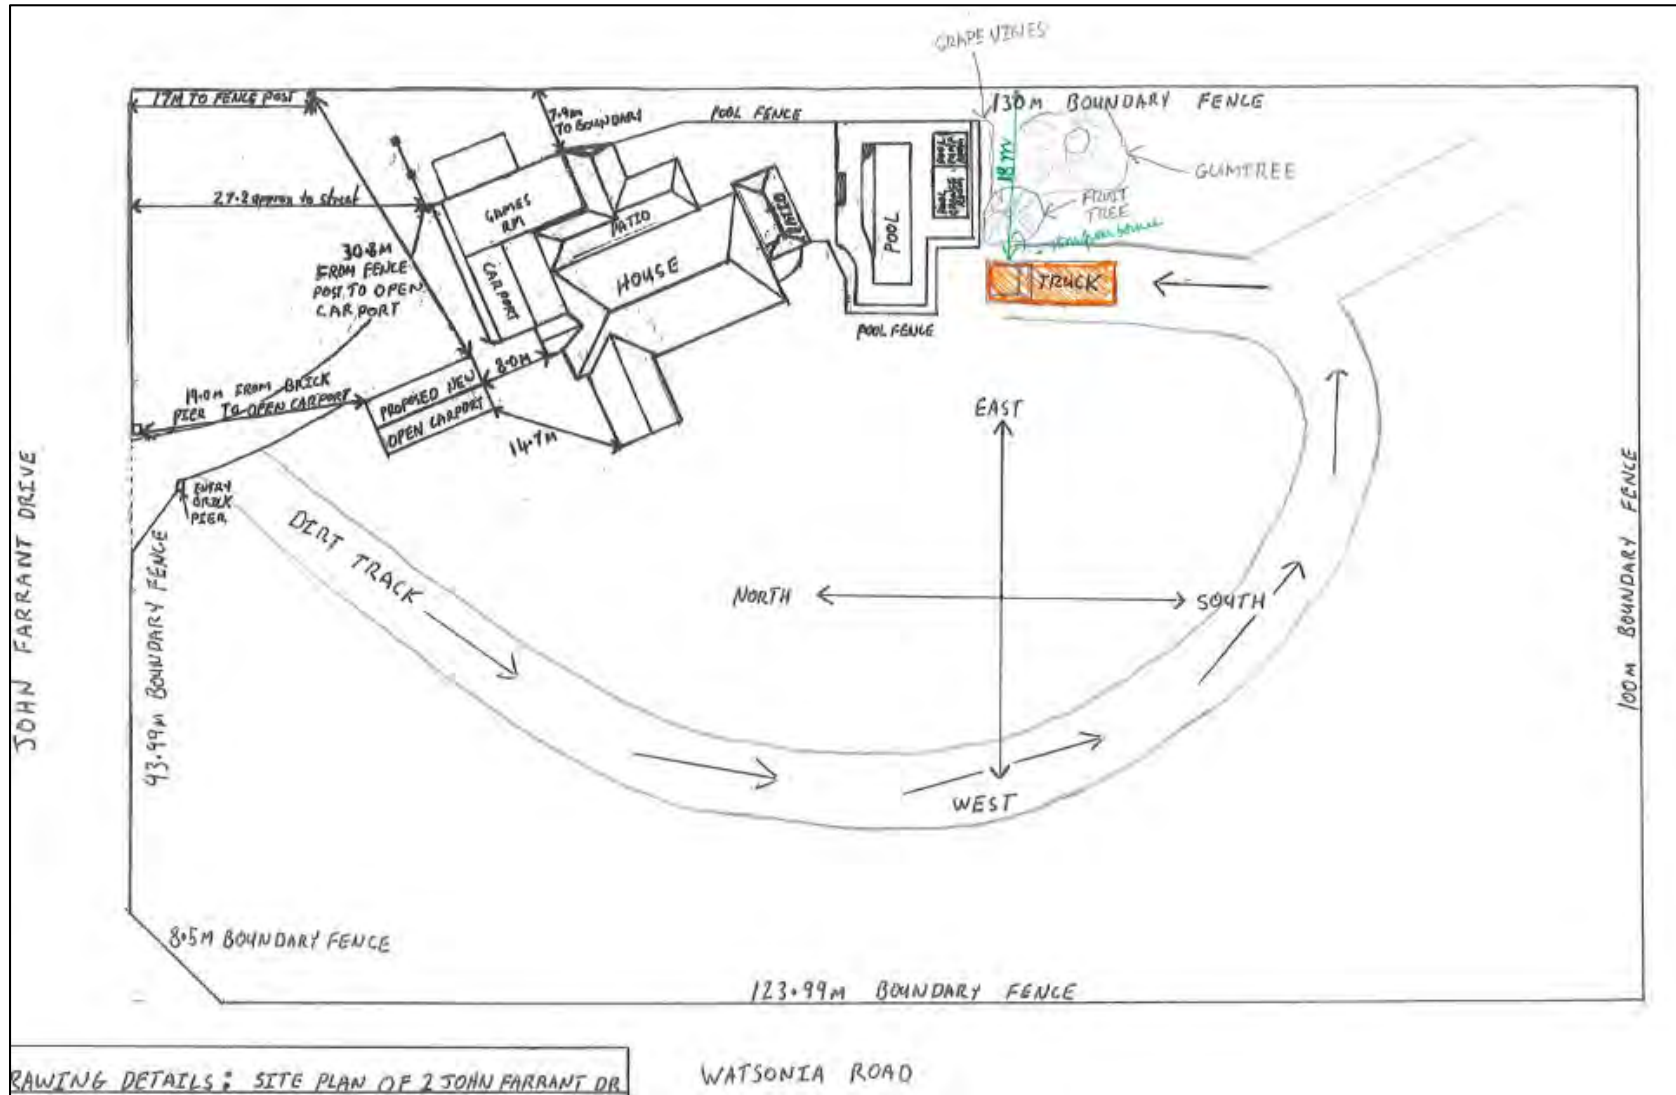 GRAPE VINES
17M TO FENCE POST
7.9M
TO BOUNDARY
POOL FENCE
130M BOUNDARY FENCE
18m
GUMTREE
FRUIT
TREE
27.2 approx to street
GAMES
RM
PATIO
PATIO
POOL
30.8M
FROM FENCE
POST TO OPEN
CARPORT
CARPORT
HOUSE
TRUCK
POOL FENCE
8.0M
19.0M FROM BRICK
PIER TO OPEN CARPORT
PROPOSED NEW
OPEN CARPORT
14.7M
EAST
ENTRY
BRICK
PIER
DIRT TRACK
NORTH
SOUTH
WEST
JOHN FARRANT DRIVE
93.99M BOUNDARY FENCE
100M BOUNDARY FENCE
8.5M BOUNDARY FENCE
123.99M BOUNDARY FENCE
RAWING DETAILS: SITE PLAN OF 2 JOHN FARRANT DR
WATSONIA ROAD